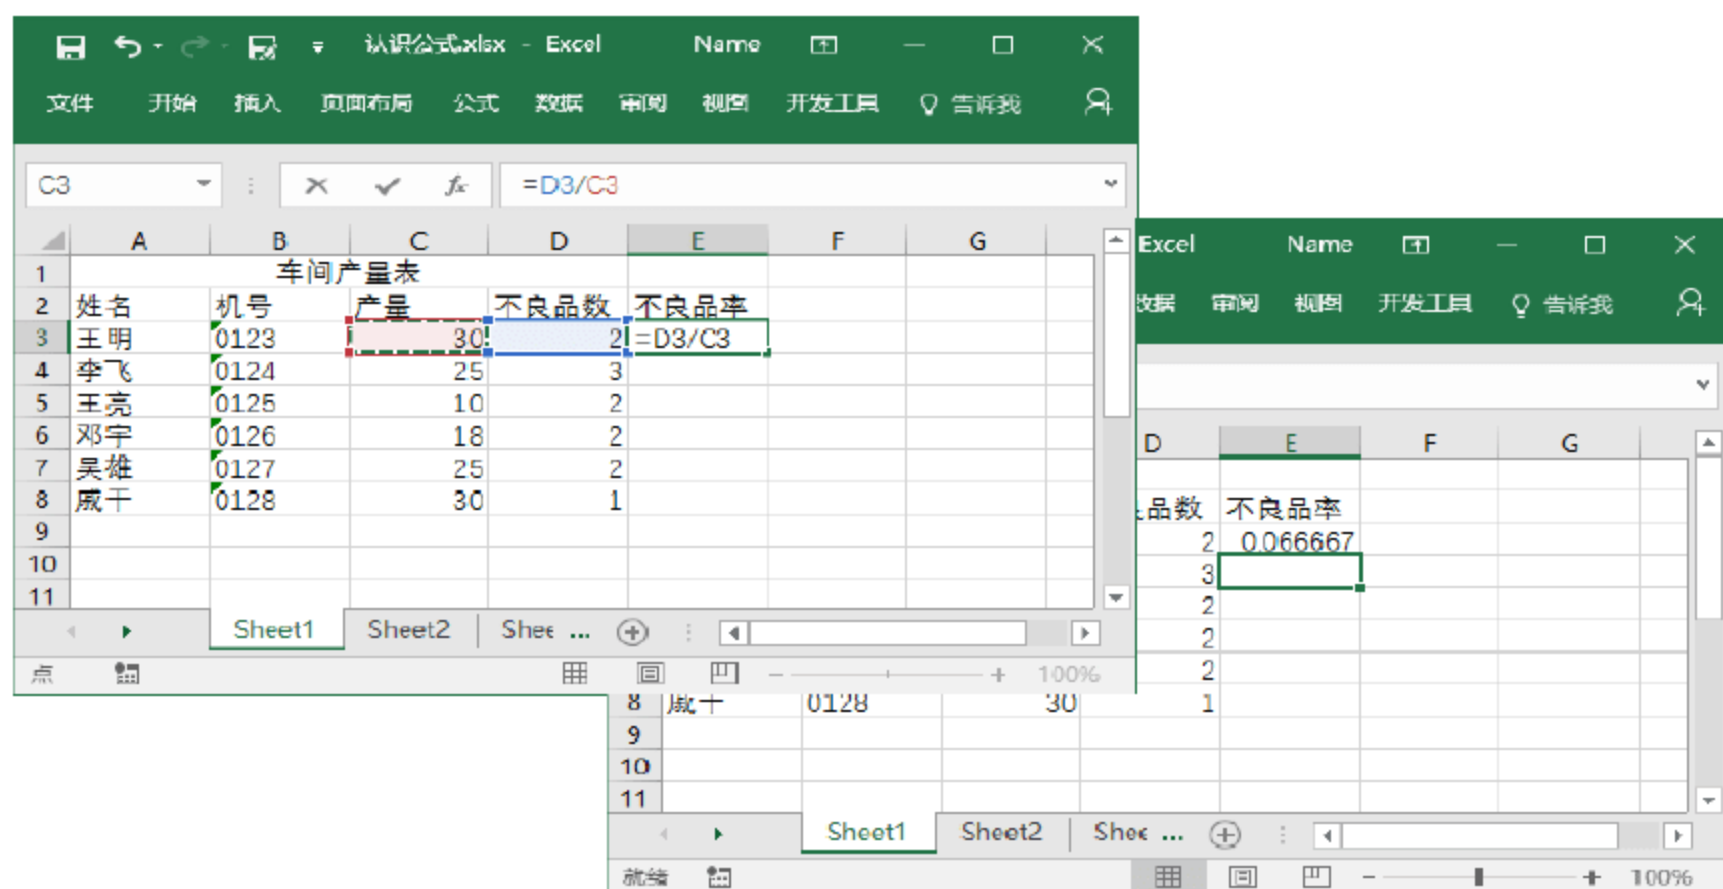 认识公式.xlsx - Excel Name
文件 开始 插入 页面布局 公式 数据 审阅 视图 开发工具 告诉我
C3 fx =D3/C3
A B C D E F G
1 车间产量表
2 姓名 机号 产量 不良品数 不良品率
3 王明 0123 30 2 =D3/C3
4 李飞 0124 25 3
5 王亮 0125 10 2
6 邓宇 0126 18 2
7 吴雄 0127 25 2
8 戚干 0128 30 1
9
10
11
Sheet1 Sheet2 Shee ...
点 100%
Excel Name
数据 审阅 视图 开发工具 告诉我
D E F G
品数 不良品率
2 0.066667
3
2
2
2
8 戚干 0128 30 1
9
10
11
Sheet1 Sheet2 Shee ...
就绪 100%